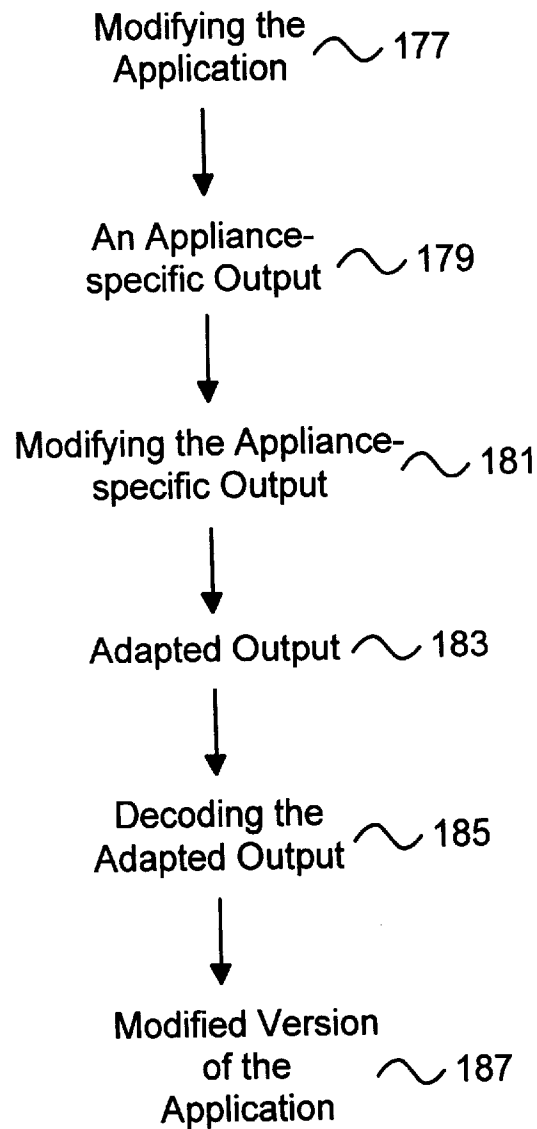 Modifying the
Application 177
An Appliance-
specific Output 179
Modifying the Appliance-
specific Output 181
Adapted Output 183
Decoding the
Adapted Output 185
Modified Version
of the
Application 187